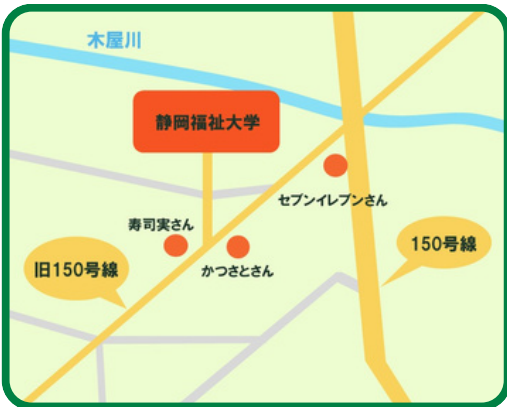 木屋川
静岡福祉大学
セブンイレブンさん
寿司実さん
150号線
旧150号線
かつさとさん